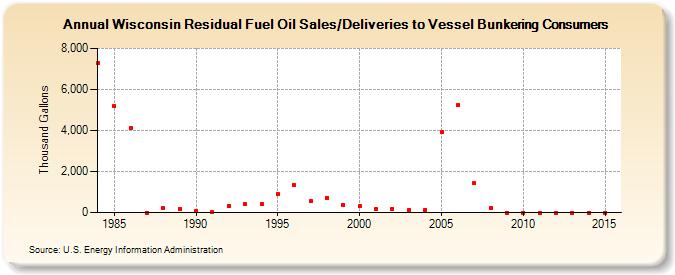 Annual Wisconsin Residual Fuel Oil Sales/Deliveries to Vessel Bunkering Consumers
Thousand Gallons
8,000
6,000
4,000
2,000
0
1985 1990 1995 2000 2005 2010 2015
Source: U.S. Energy Information Administration